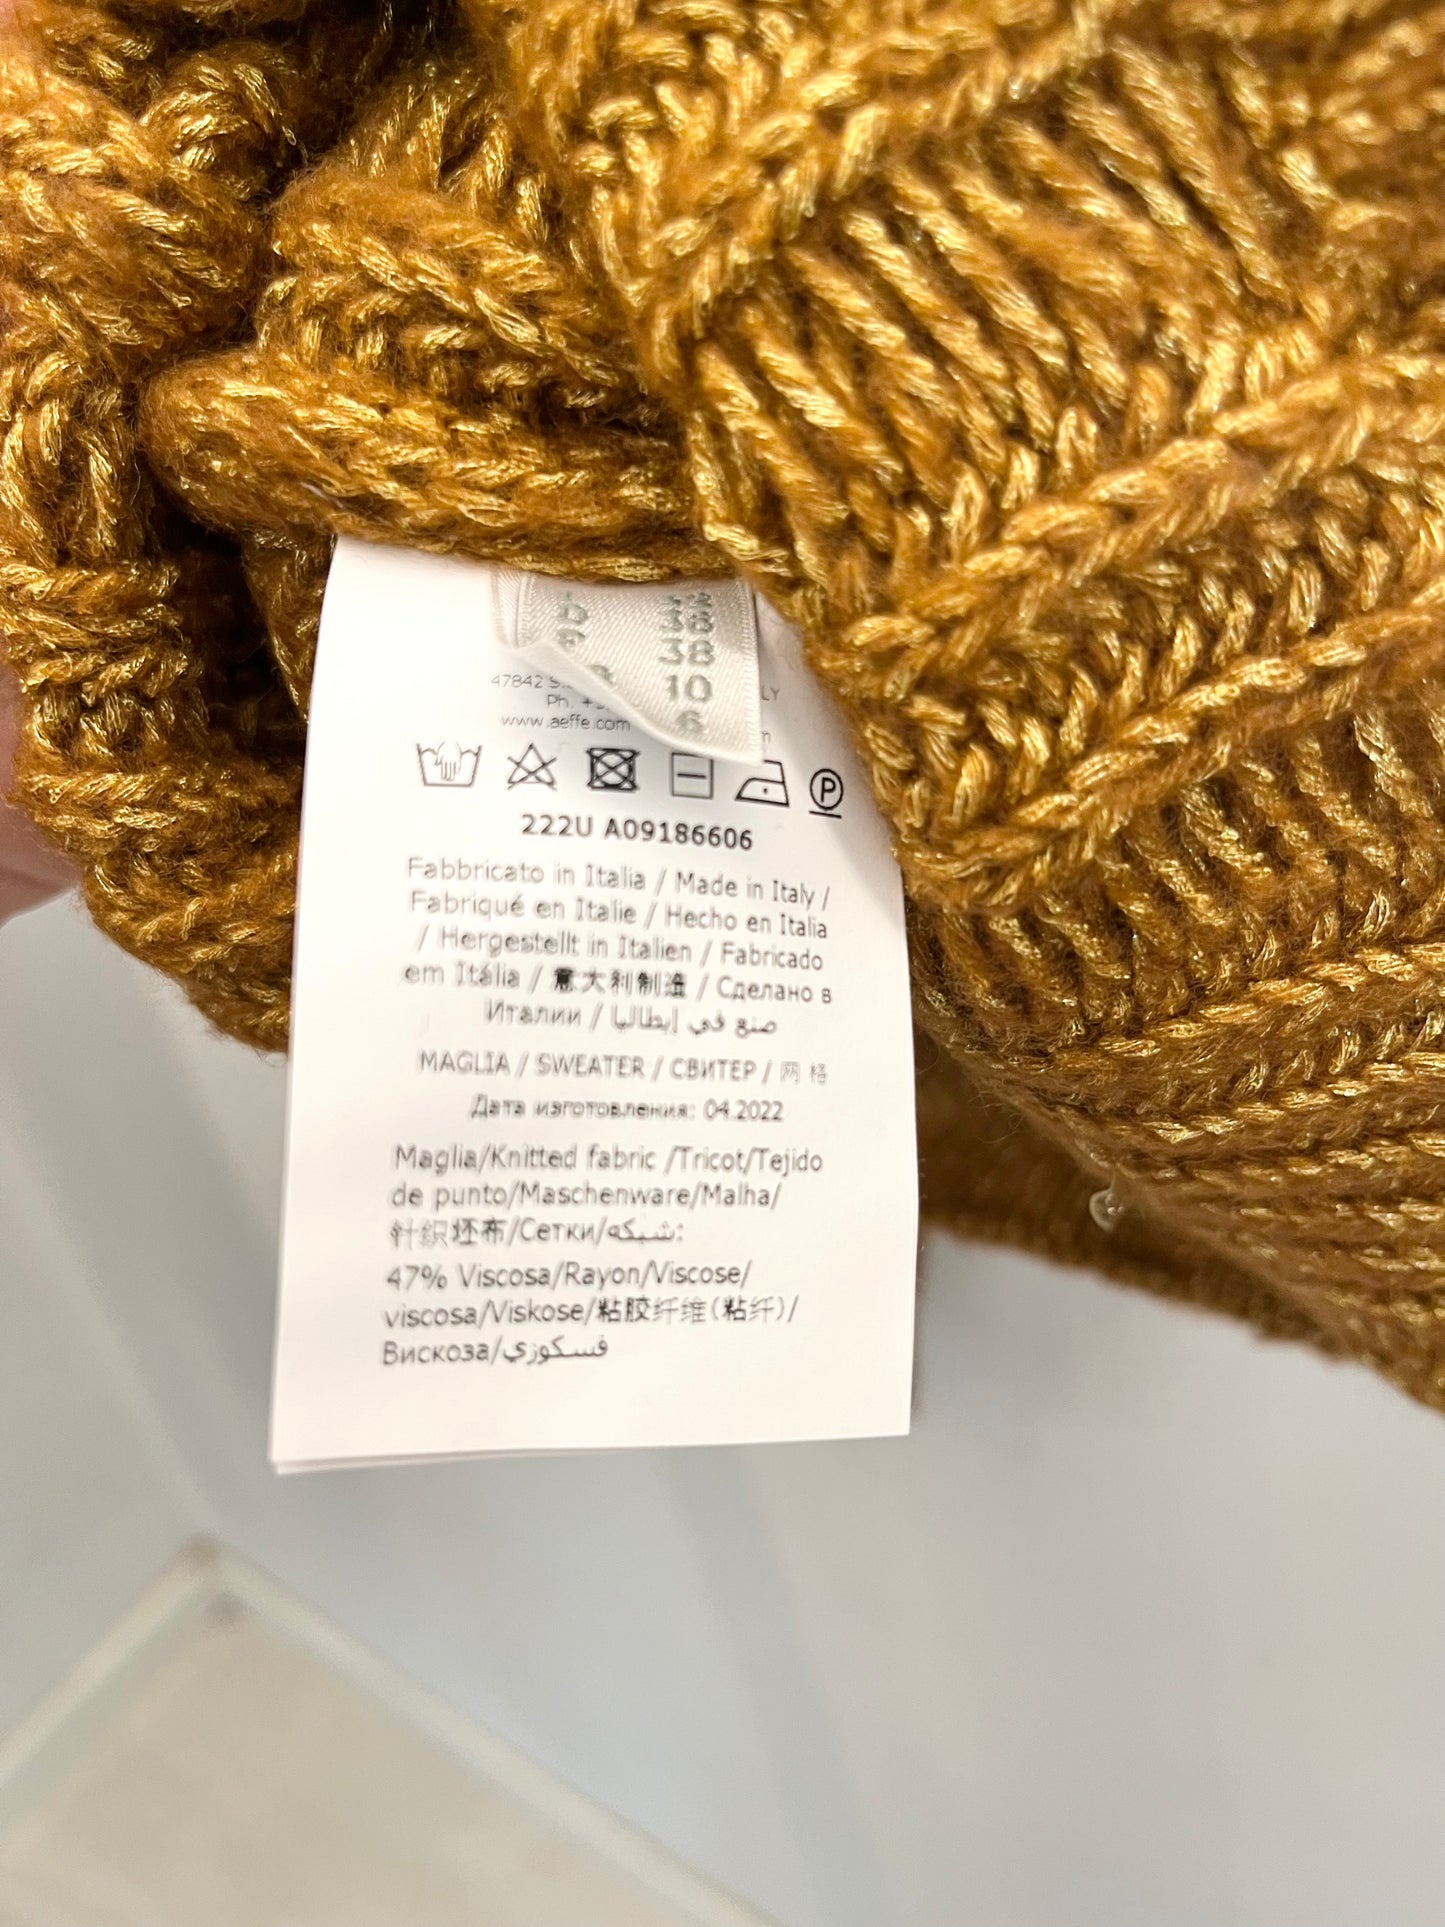 38
10
6
47842
Ph.
www.aeffe.com
P
222U A09186606
Fabbricato in Italia / Made in Italy /
Fabriqué en Italie / Hecho en Italia
/ Hergestellt in Italien / Fabricado
em Itália / 意大利制造 / Сделано в
Италии / صنع في إيطاليا
MAGLIA / SWEATER / СВИТЕР / 网 格
Дата изготовления: 04.2022
Maglia/Knitted fabric /Tricot/Tejido
de punto/Maschenware/Malha/
针织坯布/Сетки/شبكه:
47% Viscosa/Rayon/Viscose/
viscosa/Viskose/粘胶纤维(粘纤)/
Вискоза/فسكوزي